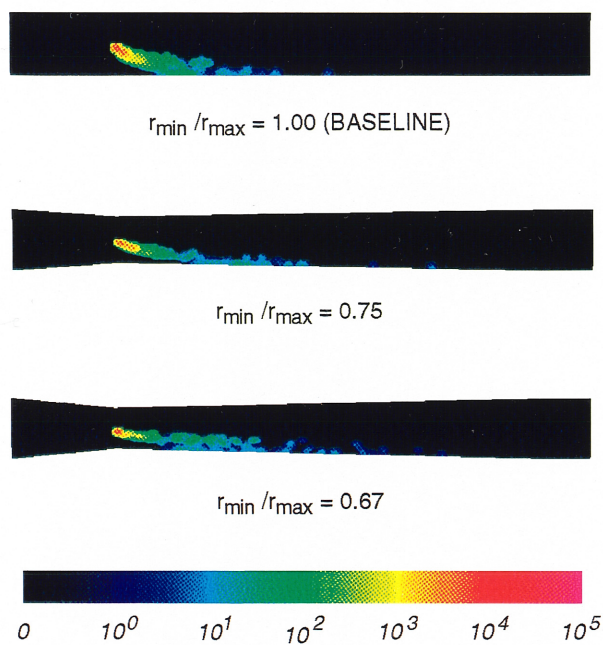 rmin /rmax = 1.00 (BASELINE)
rmin /rmax = 0.75
rmin /rmax = 0.67
0 10^0 10^1 10^2 10^3 10^4 10^5